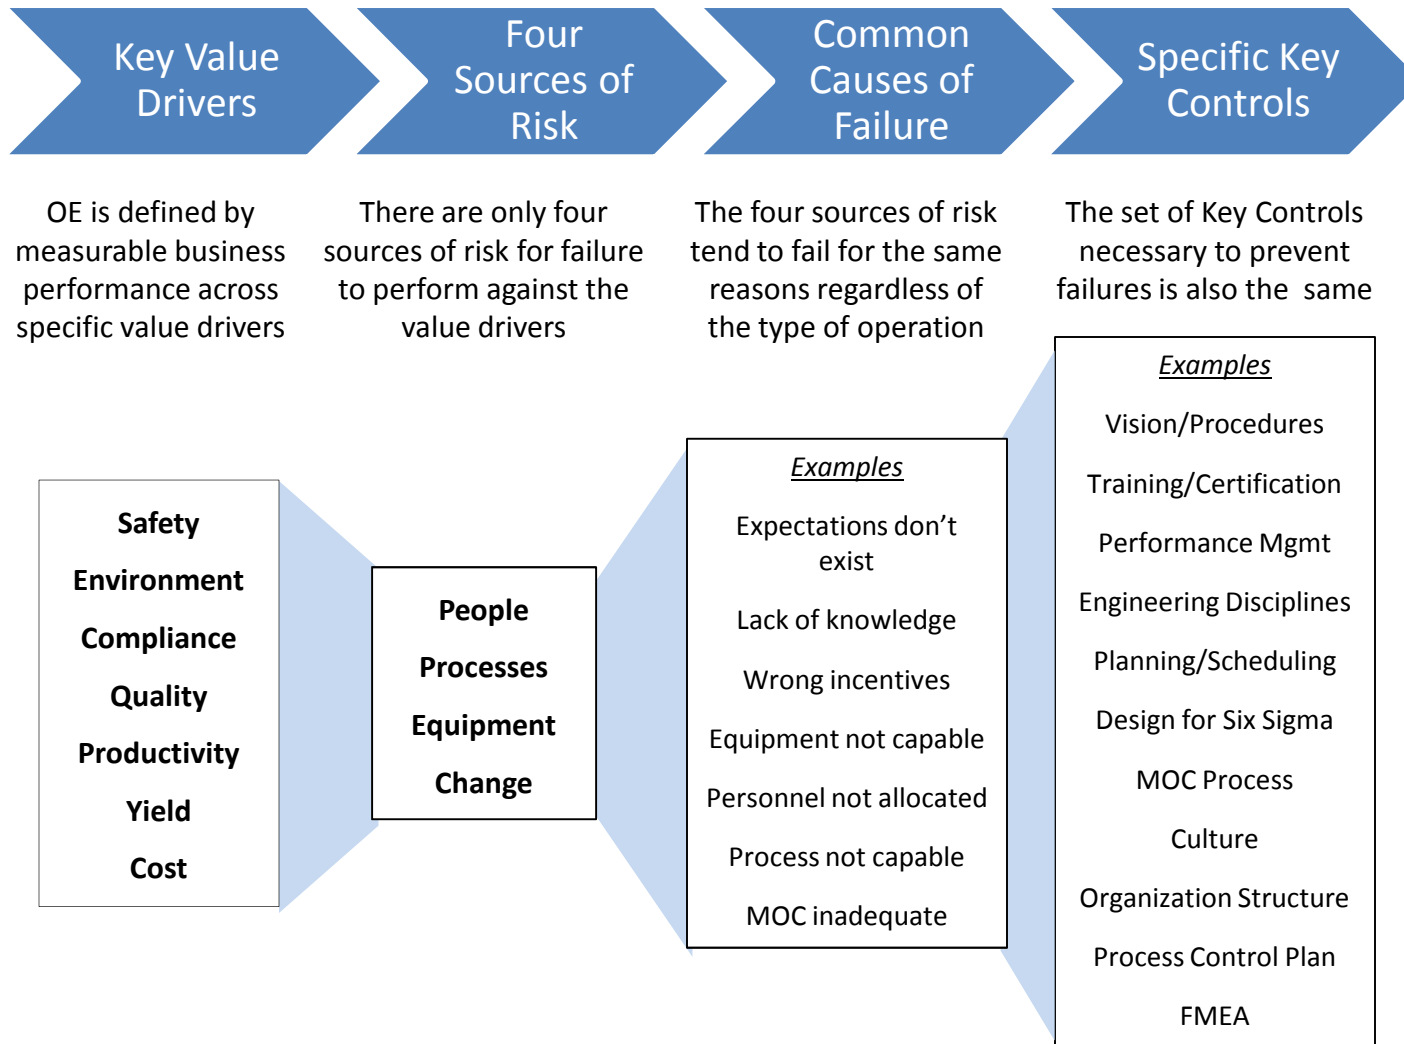 Key Value
Drivers
Four
Sources of
Risk
Common
Causes of
Failure
Specific Key
Controls
OE is defined by
measurable business
performance across
specific value drivers
There are only four
sources of risk for failure
to perform against the
value drivers
The four sources of risk
tend to fail for the same
reasons regardless of
the type of operation
The set of Key Controls
necessary to prevent
failures is also the  same
Safety
Environment
Compliance
Quality
Productivity
Yield
Cost
People
Processes
Equipment
Change
Examples
Expectations don’t
exist
Lack of knowledge
Wrong incentives
Equipment not capable
Personnel not allocated
Process not capable
MOC inadequate
Examples
Vision/Procedures
Training/Certification
Performance Mgmt
Engineering Disciplines
Planning/Scheduling
Design for Six Sigma
MOC Process
Culture
Organization Structure
Process Control Plan
FMEA